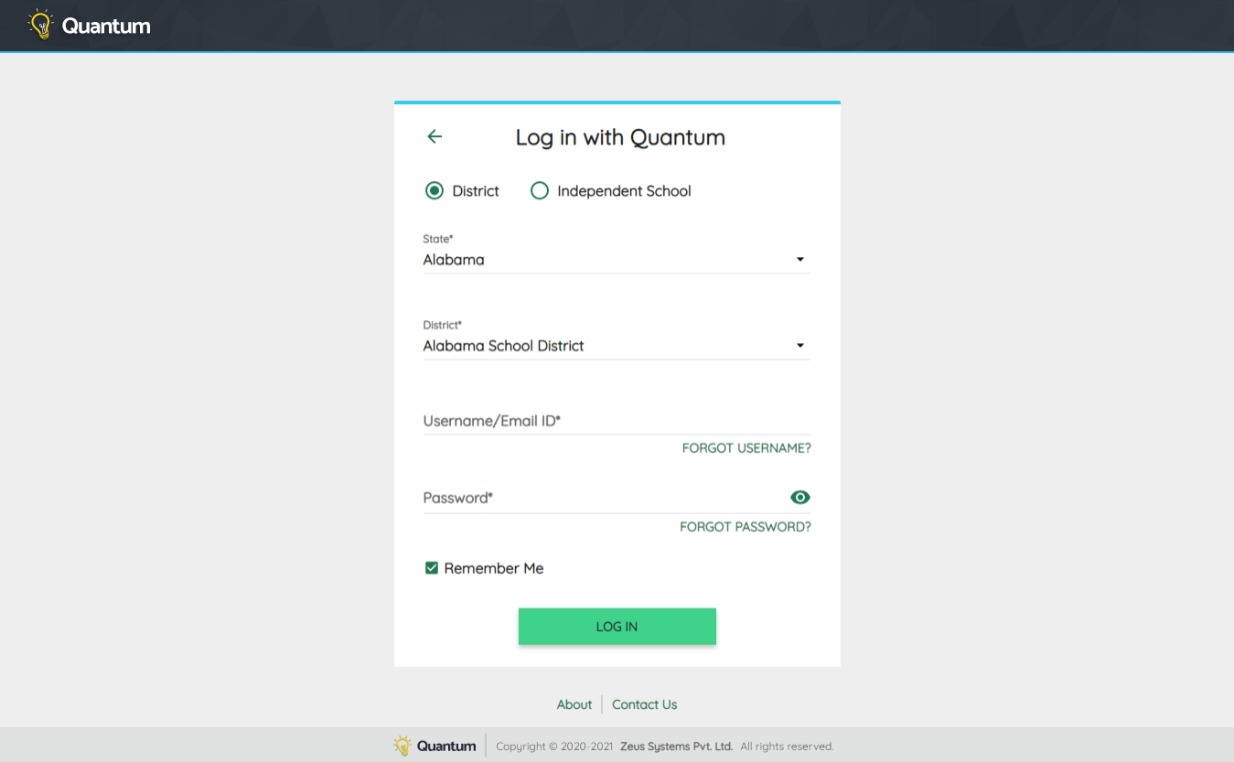 Quantum
Log in with Quantum
District Independent School
State*
Alabama
District*
Alabama School District
Username/Email ID*
FORGOT USERNAME?
Password*
FORGOT PASSWORD?
Remember Me
LOG IN
About Contact Us
Quantum Copyright © 2020-2021 Zeus Systems Pvt. Ltd. All rights reserved.